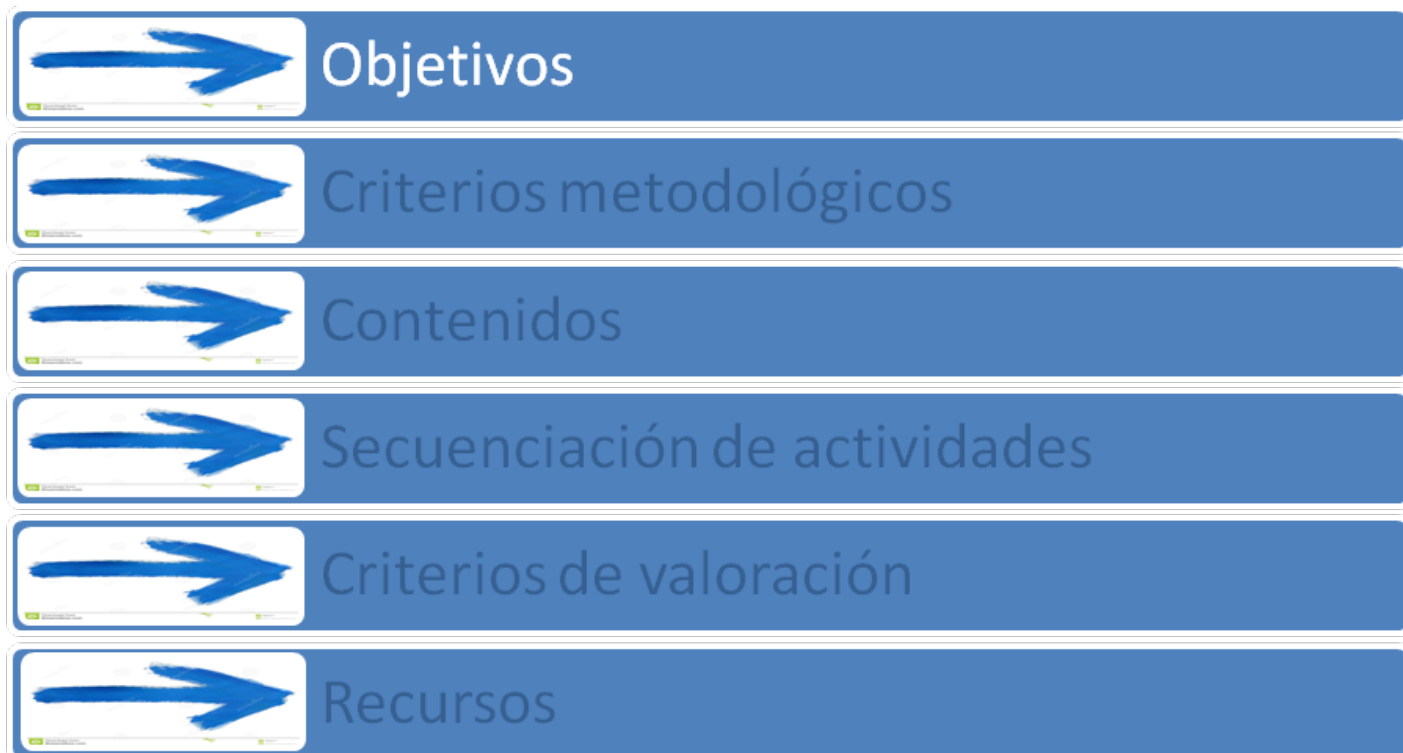 Objetivos
Criterios metodológicos
Contenidos
Secuenciación de actividades
Criterios de valoración
Recursos